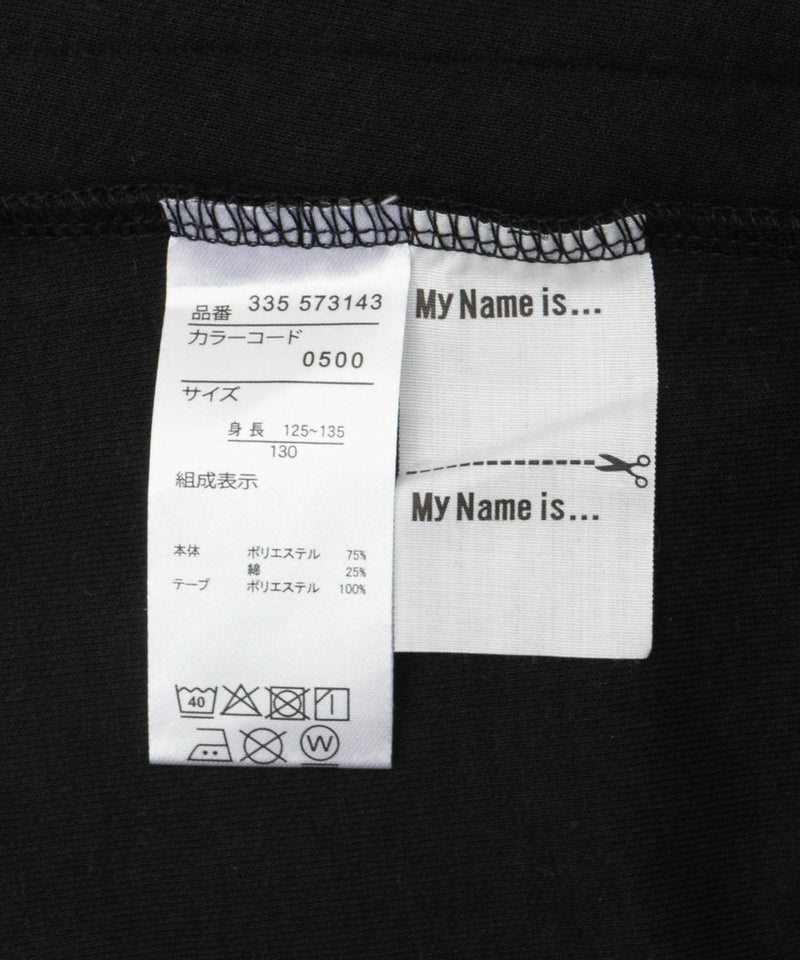 品番 335 573143
カラーコード
0500
サイズ
身長 125~135
130
組成表示
本体 ポリエステル 75%
綿 25%
テープ ポリエステル 100%
40
W
My Name is...
My Name is...